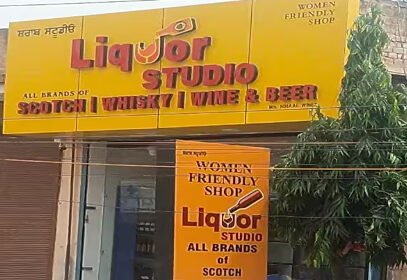 ਸ਼ਰਾਬ ਸਟੂਡੀਓ
WOMEN
FRIENDLY
SHOP
Liquor
STUDIO
ALL BRANDS OF
SCOTCH | WHISKY | WINE & BEER
ਸ਼ਰਾਬ ਸਟੂਡੀਓ
WOMEN
FRIENDLY
SHOP
Liquor
STUDIO
ALL BRANDS
of
SCOTCH